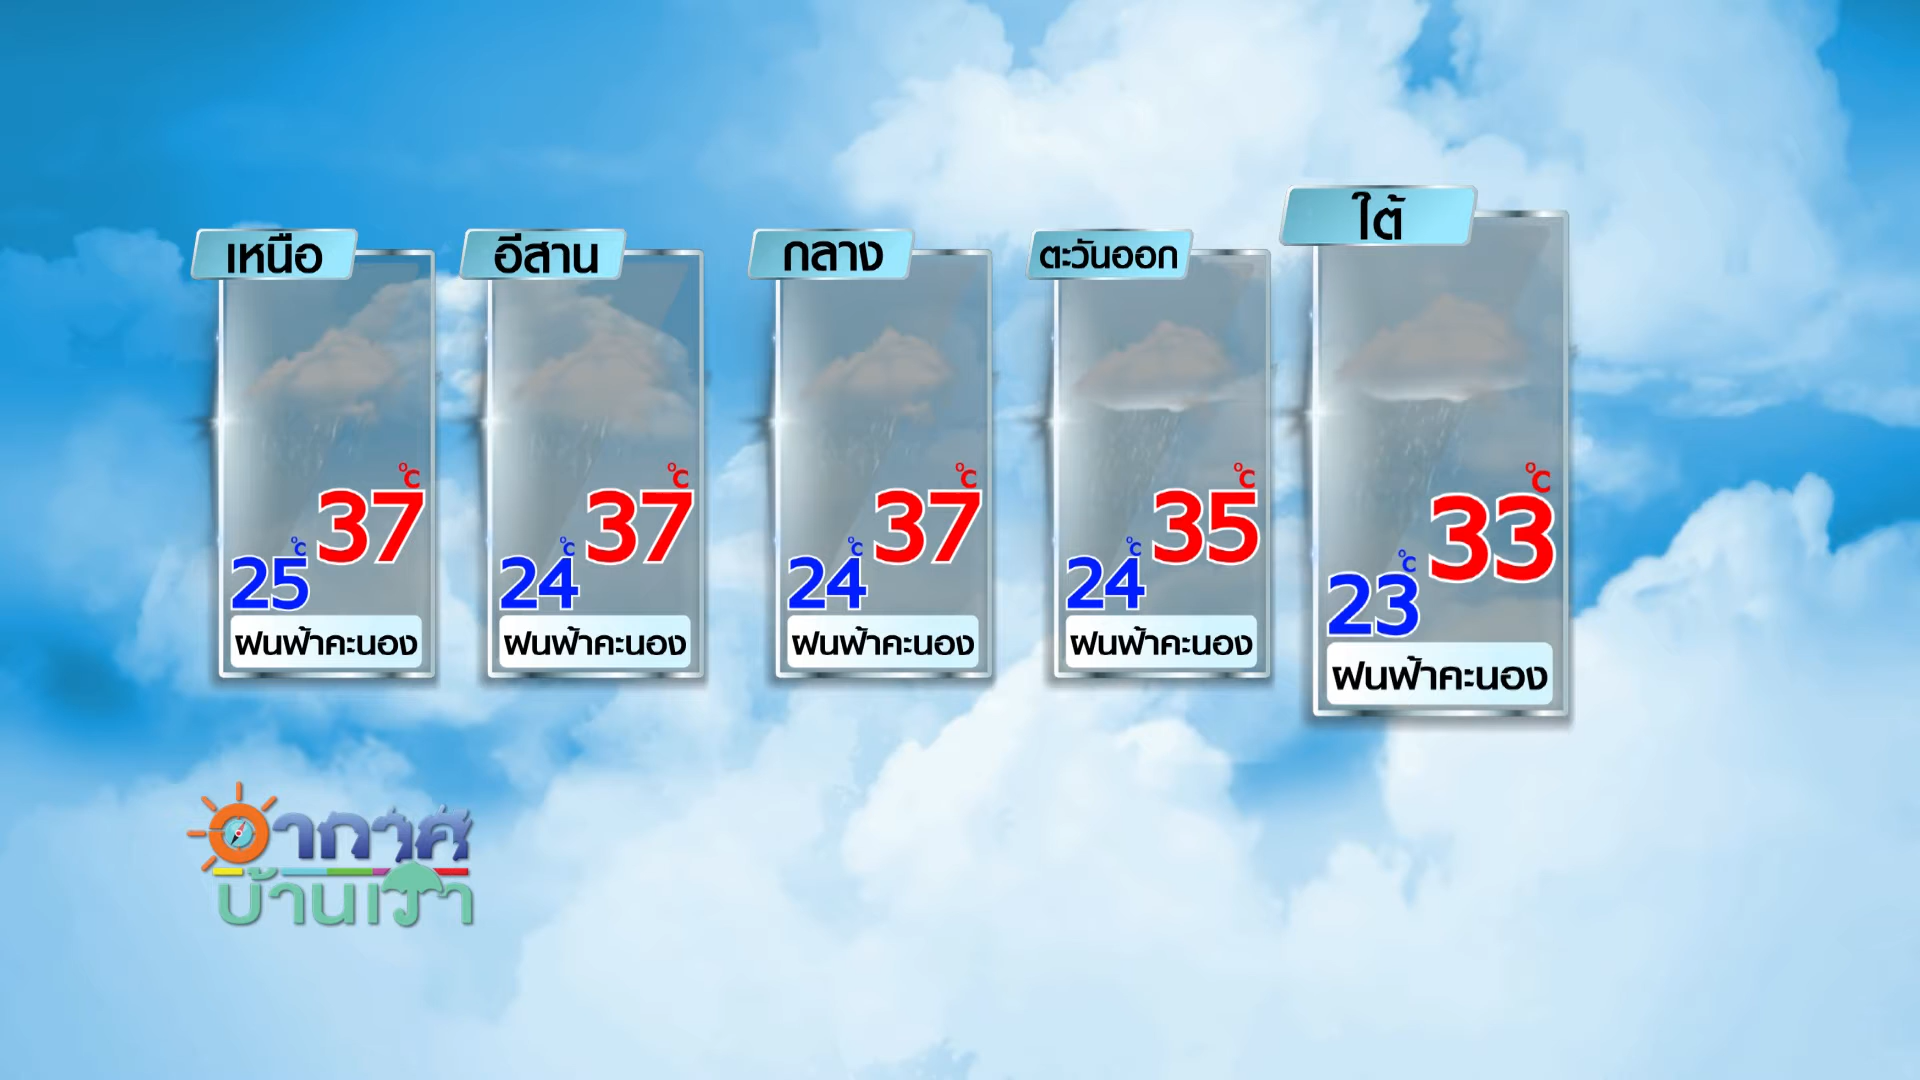 เหนือ
37°C
25°C
ฝนฟ้าคะนอง
อีสาน
37°C
24°C
ฝนฟ้าคะนอง
กลาง
37°C
24°C
ฝนฟ้าคะนอง
ตะวันออก
35°C
24°C
ฝนฟ้าคะนอง
ใต้
33°C
23°C
ฝนฟ้าคะนอง
อากาศ
บ้านเรา